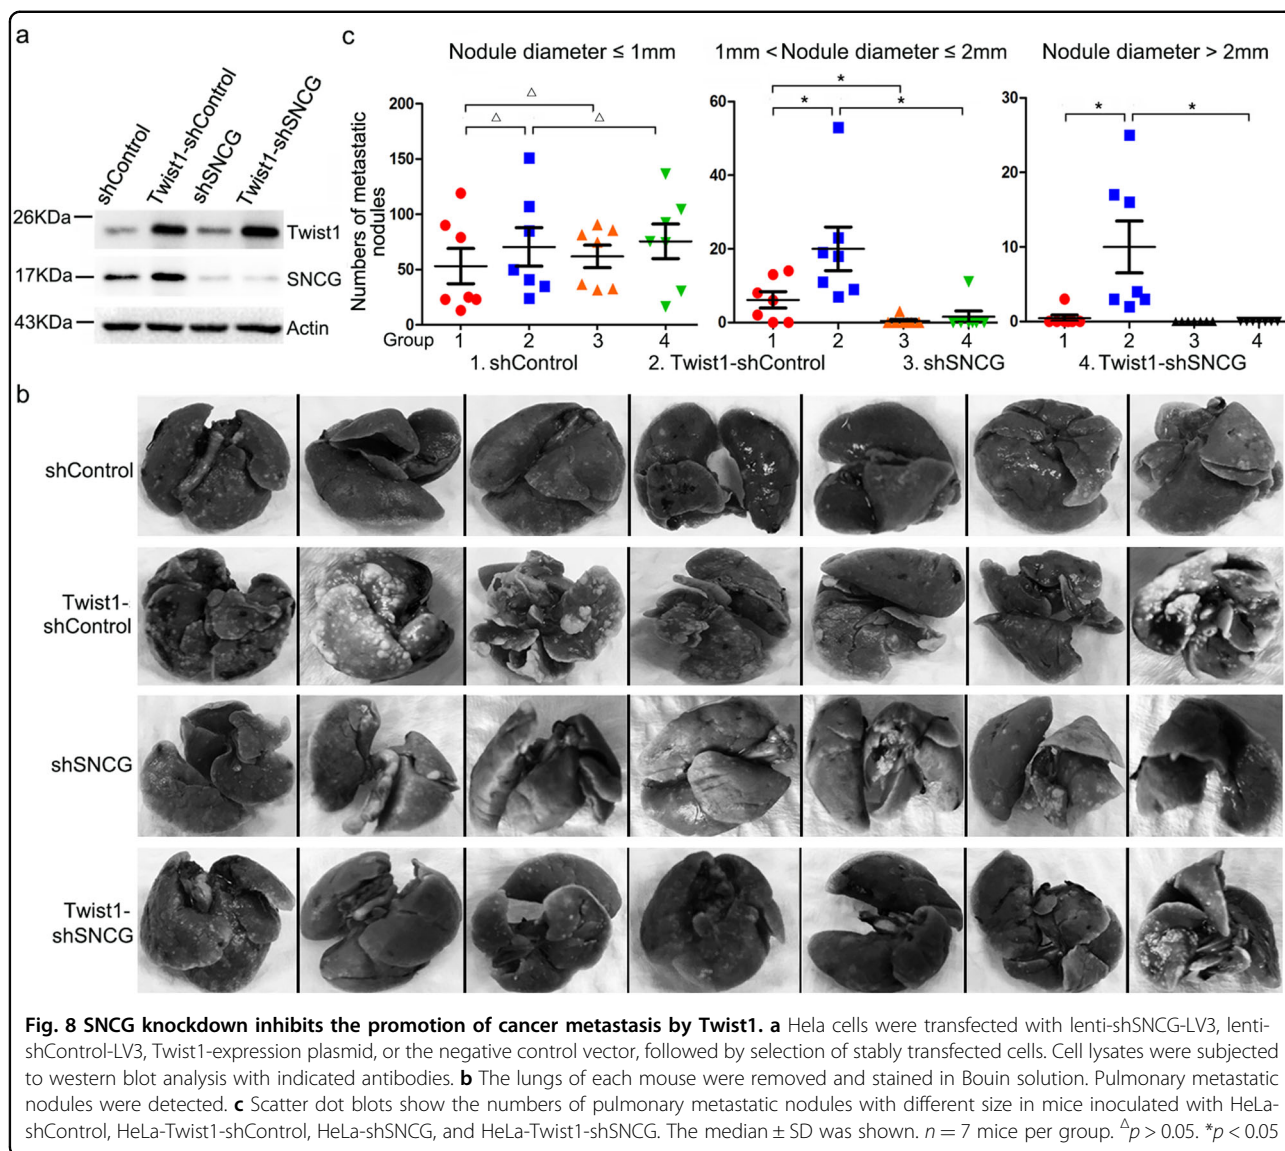 a
shControl
Twist1-shControl
shSNCG
Twist1-shSNCG
26KDa
Twist1
17KDa
SNCG
43KDa
Actin
c
Nodule diameter ≤ 1mm
1mm < Nodule diameter ≤ 2mm
Nodule diameter > 2mm
Numbers of metastatic
nodules
200
150
100
50
0
△
△
△
60
40
20
0
*
*
*
30
20
10
0
*
*
Group 1 2 3 4
1 2 3 4
1 2 3 4
1. shControl 2. Twist1-shControl 3. shSNCG 4. Twist1-shSNCG
b
shControl
Twist1-
shControl
shSNCG
Twist1-
shSNCG
Fig. 8 SNCG knockdown inhibits the promotion of cancer metastasis by Twist1. a Hela cells were transfected with lenti-shSNCG-LV3, lenti-
shControl-LV3, Twist1-expression plasmid, or the negative control vector, followed by selection of stably transfected cells. Cell lysates were subjected
to western blot analysis with indicated antibodies. b The lungs of each mouse were removed and stained in Bouin solution. Pulmonary metastatic
nodules were detected. c Scatter dot blots show the numbers of pulmonary metastatic nodules with different size in mice inoculated with HeLa-
shControl, HeLa-Twist1-shControl, HeLa-shSNCG, and HeLa-Twist1-shSNCG. The median ± SD was shown. n = 7 mice per group. △p > 0.05. *p < 0.05